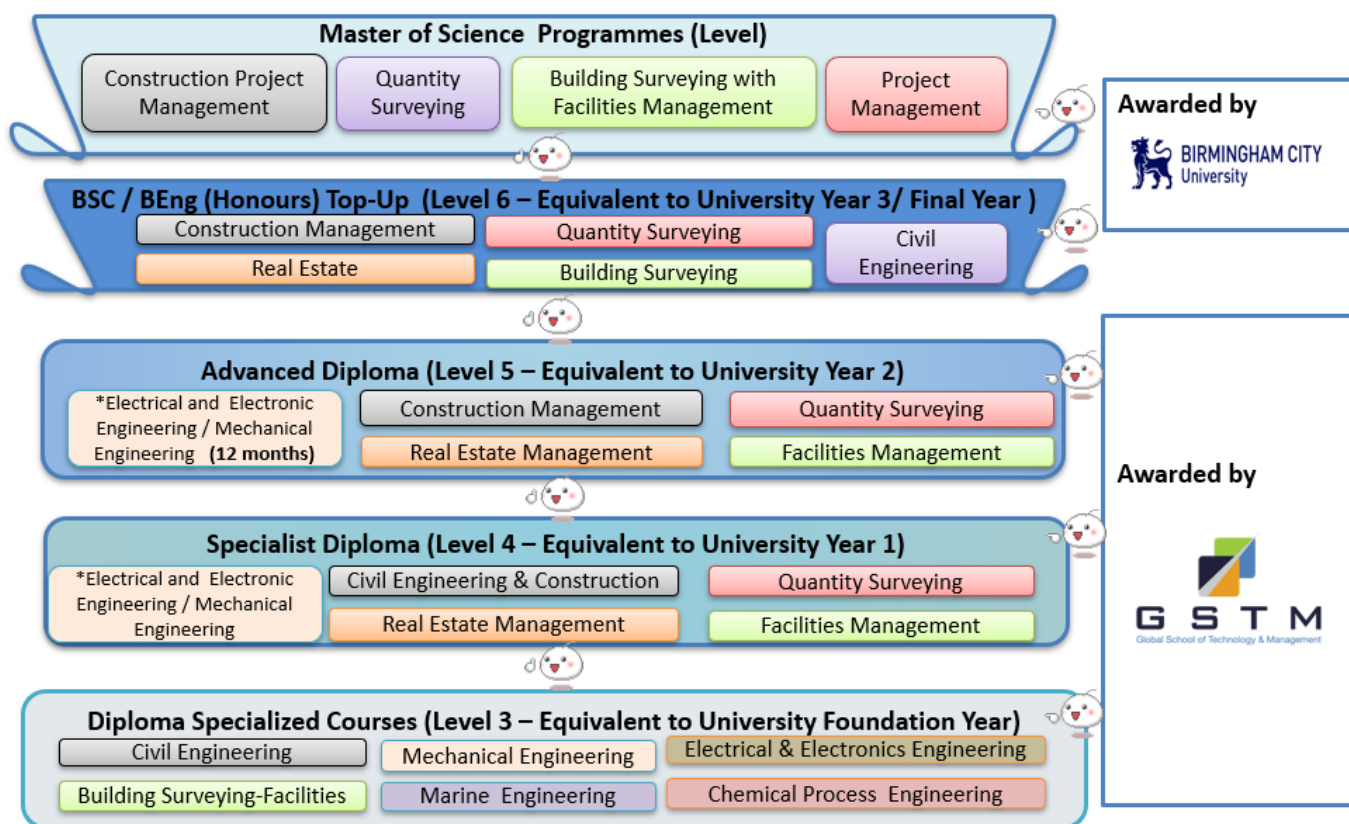 Master of Science  Programmes (Level)
Construction Project
Management
Quantity
Surveying
Building Surveying with
Facilities Management
Project
Management
Awarded by
BIRMINGHAM CITY
University
BSC / BEng (Honours) Top-Up  (Level 6 – Equivalent to University Year 3/ Final Year )
Construction Management
Quantity Surveying
Civil
Engineering
Real Estate
Building Surveying
Advanced Diploma (Level 5 – Equivalent to University Year 2)
*Electrical and  Electronic
Engineering / Mechanical
Engineering  (12 months)
Construction Management
Quantity Surveying
Real Estate Management
Facilities Management
Awarded by
GSTM
Global School of Technology & Management
Specialist Diploma (Level 4 – Equivalent to University Year 1)
*Electrical and  Electronic
Engineering / Mechanical
Engineering
Civil Engineering & Construction
Quantity Surveying
Real Estate Management
Facilities Management
Diploma Specialized Courses (Level 3 – Equivalent to University Foundation Year)
Civil Engineering
Mechanical Engineering
Electrical & Electronics Engineering
Building Surveying-Facilities
Marine  Engineering
Chemical Process  Engineering